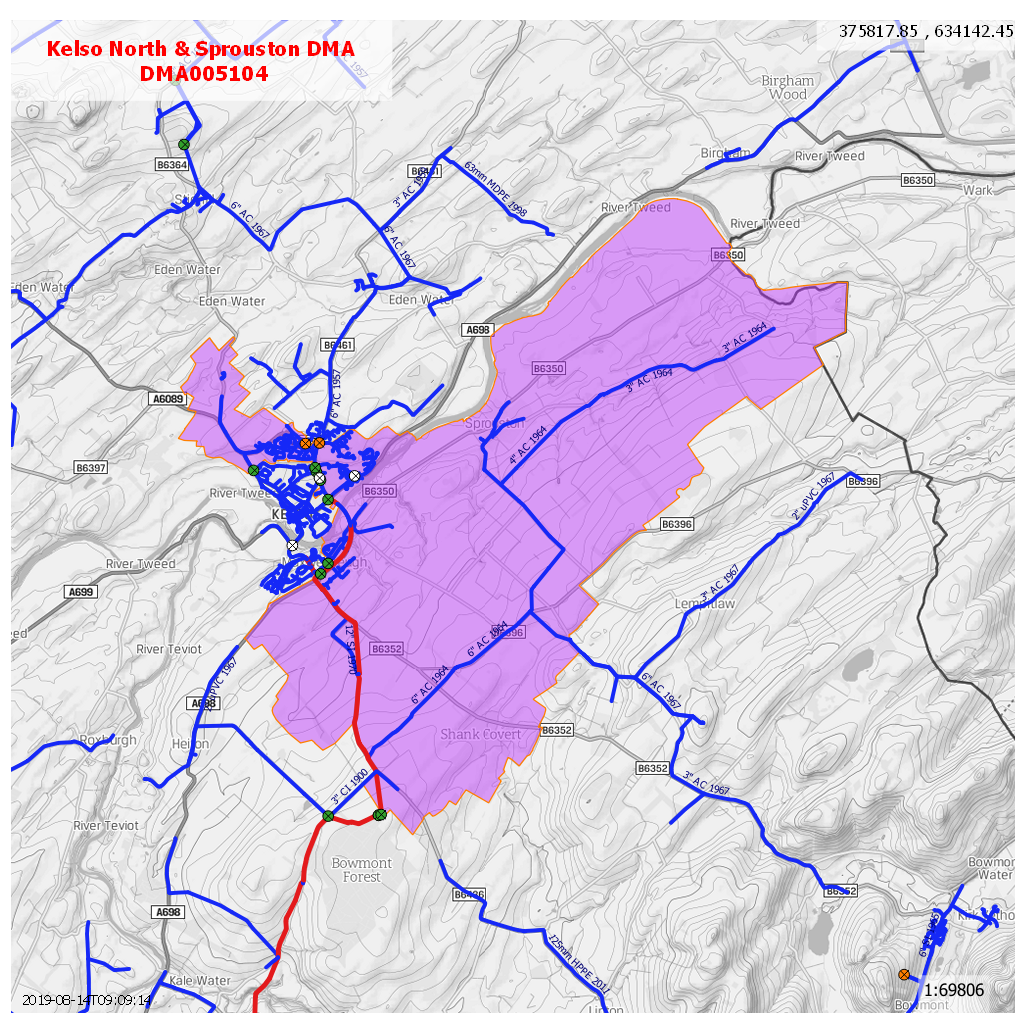 Kelso North & Sprouston DMA
DMA005104
375817.85 , 634142.45
1957
Birgham
Wood
Birgham
River Tweed
B6350
Wark
B6364
B6461
3" AC
63mm MDPE 1998
River Tweed
River Tweed
6" AC 1967
6" AC 1967
B6350
Eden Water
Eden Water
Eden Water
Eden Water
A698
B6461
3" AC 1964
B6350
3" AC 1964
6" AC 1957
A6089
Sprouston
4" AC 1964
B6397
B6350
B6396
2" uPVC 1967
River Tweed
KE
B6396
River Tweed
A699
3" AC 1967
Lempitlaw
River Teviot
12" SI 1970
6" AC 1964
B6396
B6352
uPVC 1967
6" AC 1964
6" AC 1967
A698
Roxburgh
Heiton
Shank Covert
B6352
B6352
3" CI 1900
3" AC 1967
River Teviot
Bowmont
Forest
Bowmont
Water
B6436
B6352
A698
125mm HPPE 2011
Kale Water
2019-08-14T09:09:14
1:69806
Bowmont